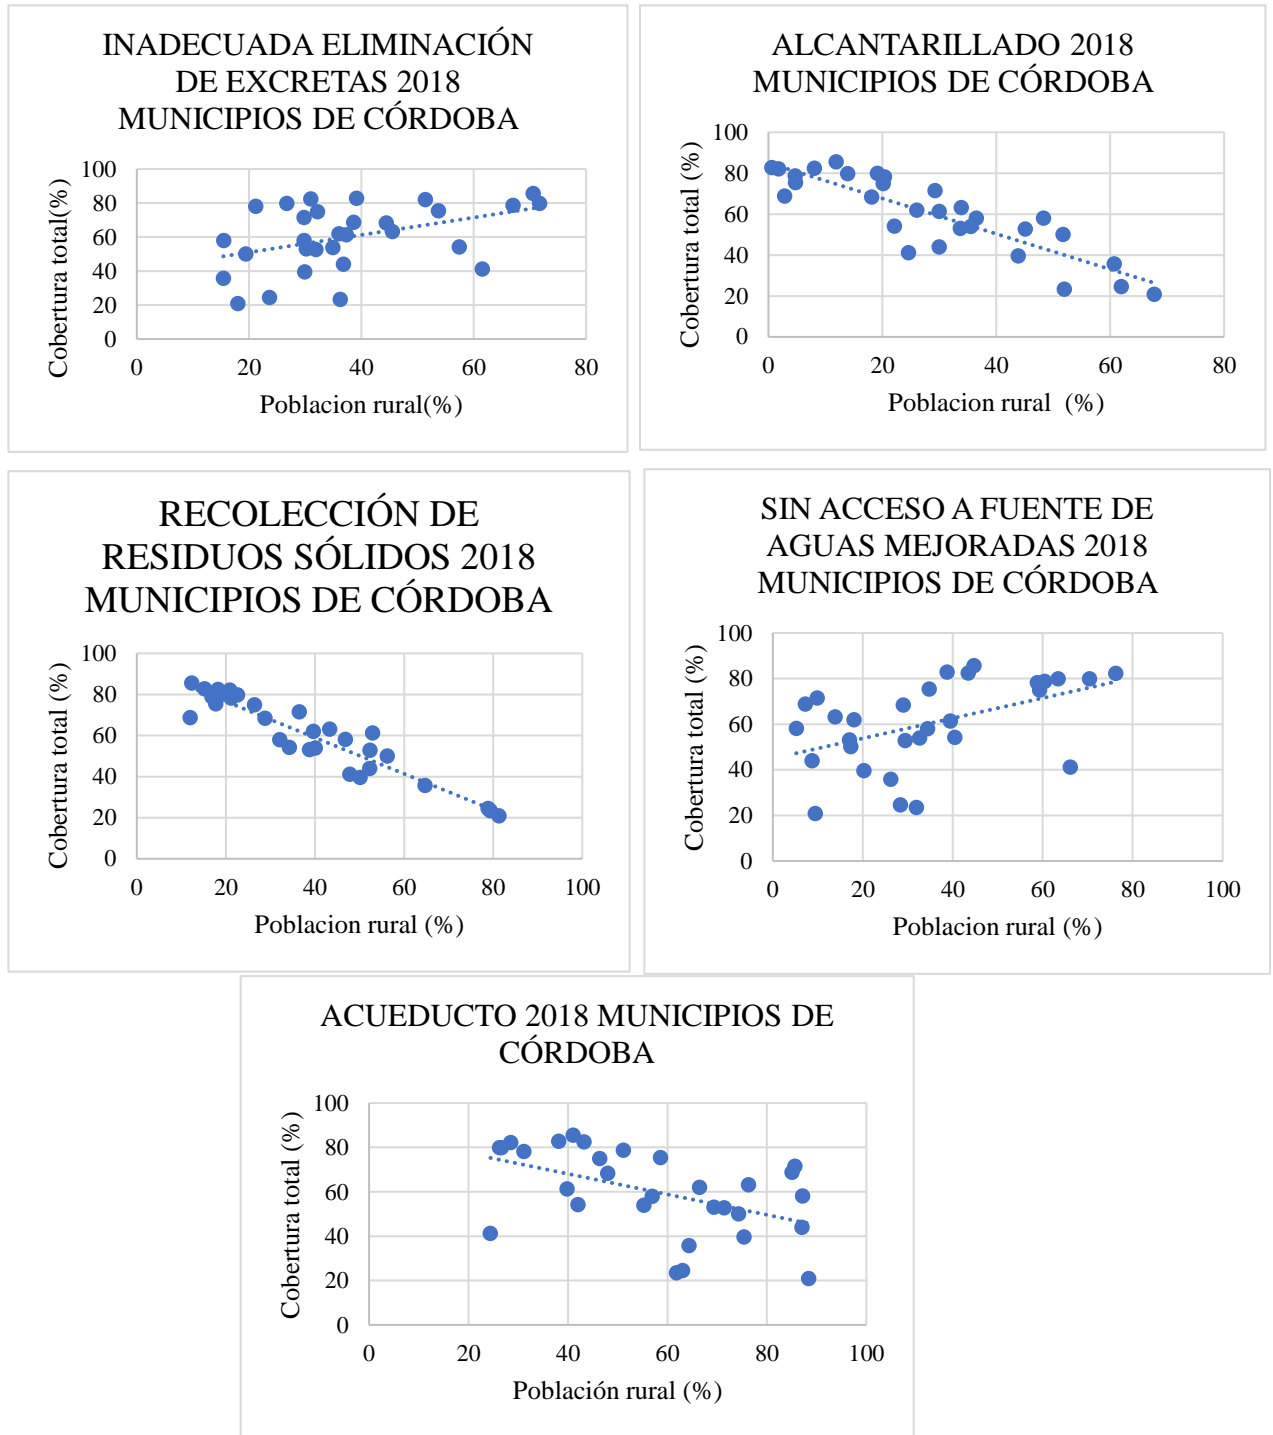 INADECUADA ELIMINACIÓN
DE EXCRETAS 2018
MUNICIPIOS DE CÓRDOBA
Cobertura total(%)
100
80
60
40
20
0
0 20 40 60 80
Poblacion rural(%)
ALCANTARILLADO 2018
MUNICIPIOS DE CÓRDOBA
Cobertura total (%)
100
80
60
40
20
0
0 20 40 60 80
Poblacion rural (%)
RECOLECCIÓN DE
RESIDUOS SÓLIDOS 2018
MUNICIPIOS DE CÓRDOBA
Cobertura total (%)
100
80
60
40
20
0
0 20 40 60 80 100
Poblacion rural (%)
SIN ACCESO A FUENTE DE
AGUAS MEJORADAS 2018
MUNICIPIOS DE CÓRDOBA
Cobertura total (%)
100
80
60
40
20
0
0 20 40 60 80 100
Poblacion rural (%)
ACUEDUCTO 2018 MUNICIPIOS DE
CÓRDOBA
Cobertura total (%)
100
80
60
40
20
0
0 20 40 60 80 100
Población rural (%)